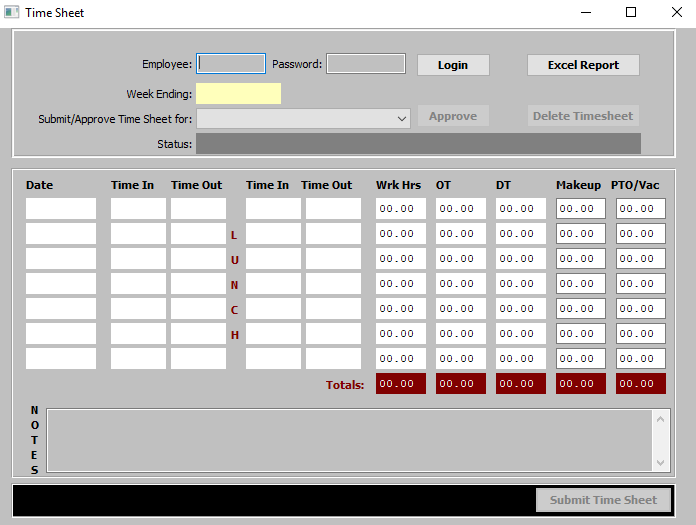 Time Sheet
Employee: Password: Login Excel Report
Week Ending:
Submit/Approve Time Sheet for: Approve Delete Timesheet
Status:
Date Time In Time Out Time In Time Out Wrk Hrs OT DT Makeup PTO/Vac
00.00 00.00 00.00 00.00 00.00
L 00.00 00.00 00.00 00.00 00.00
U 00.00 00.00 00.00 00.00 00.00
N 00.00 00.00 00.00 00.00 00.00
C 00.00 00.00 00.00 00.00 00.00
H 00.00 00.00 00.00 00.00 00.00
00.00 00.00 00.00 00.00 00.00
Totals: 00.00 00.00 00.00 00.00 00.00
N
O
T
E
S
Submit Time Sheet